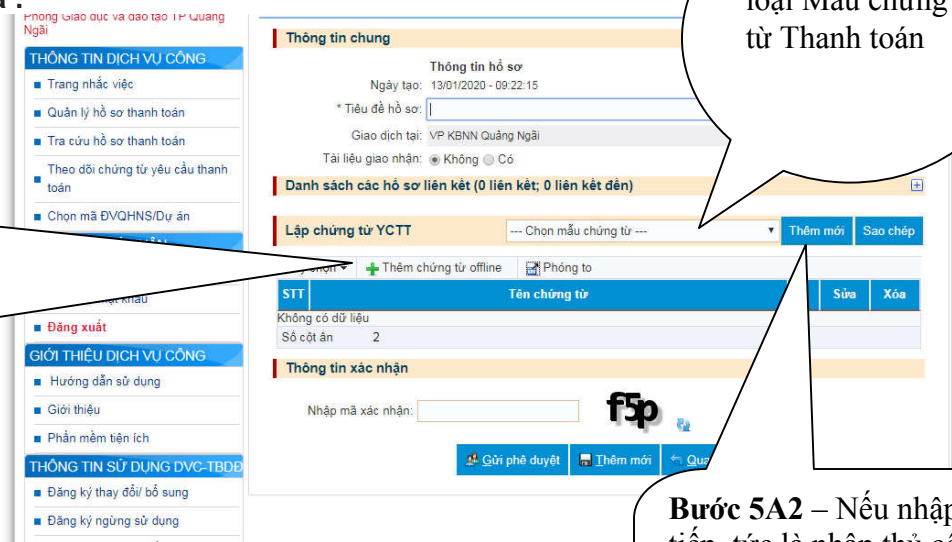 Phòng Giáo dục và đào tạo TP Quảng
Ngãi
THÔNG TIN DỊCH VỤ CÔNG
Trang nhắc việc
Quản lý hồ sơ thanh toán
Tra cứu hồ sơ thanh toán
Theo dõi chứng từ yêu cầu thanh
toán
Chọn mã ĐVQHNS/Dự án
khẩu
Đăng xuất
GIỚI THIỆU DỊCH VỤ CÔNG
Hướng dẫn sử dụng
Giới thiệu
Phần mềm tiện ích
THÔNG TIN SỬ DỤNG DVC-TBDĐ
Đăng ký thay đổi/ bổ sung
Đăng ký ngừng sử dụng
Thông tin chung
Thông tin hồ sơ
Ngày tạo: 13/01/2020 - 09:22:15
* Tiêu đề hồ sơ:
Giao dịch tại: VP KBNN Quảng Ngãi
Tài liệu giao nhận: Không Có
Danh sách các hồ sơ liên kết (0 liên kết; 0 liên kết đến)
Lập chứng từ YCTT --- Chọn mẫu chứng từ --- Thêm mới Sao chép
chọn Thêm chứng từ offline Phóng to
STT Tên chứng từ Sửa Xóa
Không có dữ liệu
Số cột ẩn 2
Thông tin xác nhận
Nhập mã xác nhận: f5p
Gửi phê duyệt Thêm mới Qua
loại Mẫu chứng
từ Thanh toán
Bước 5A2 – Nếu nhập